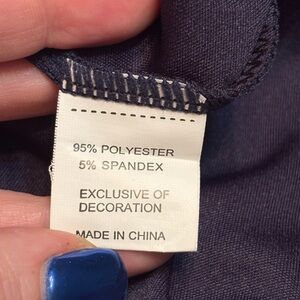 95% POLYESTER
5% SPANDEX
EXCLUSIVE OF
DECORATION
MADE IN CHINA